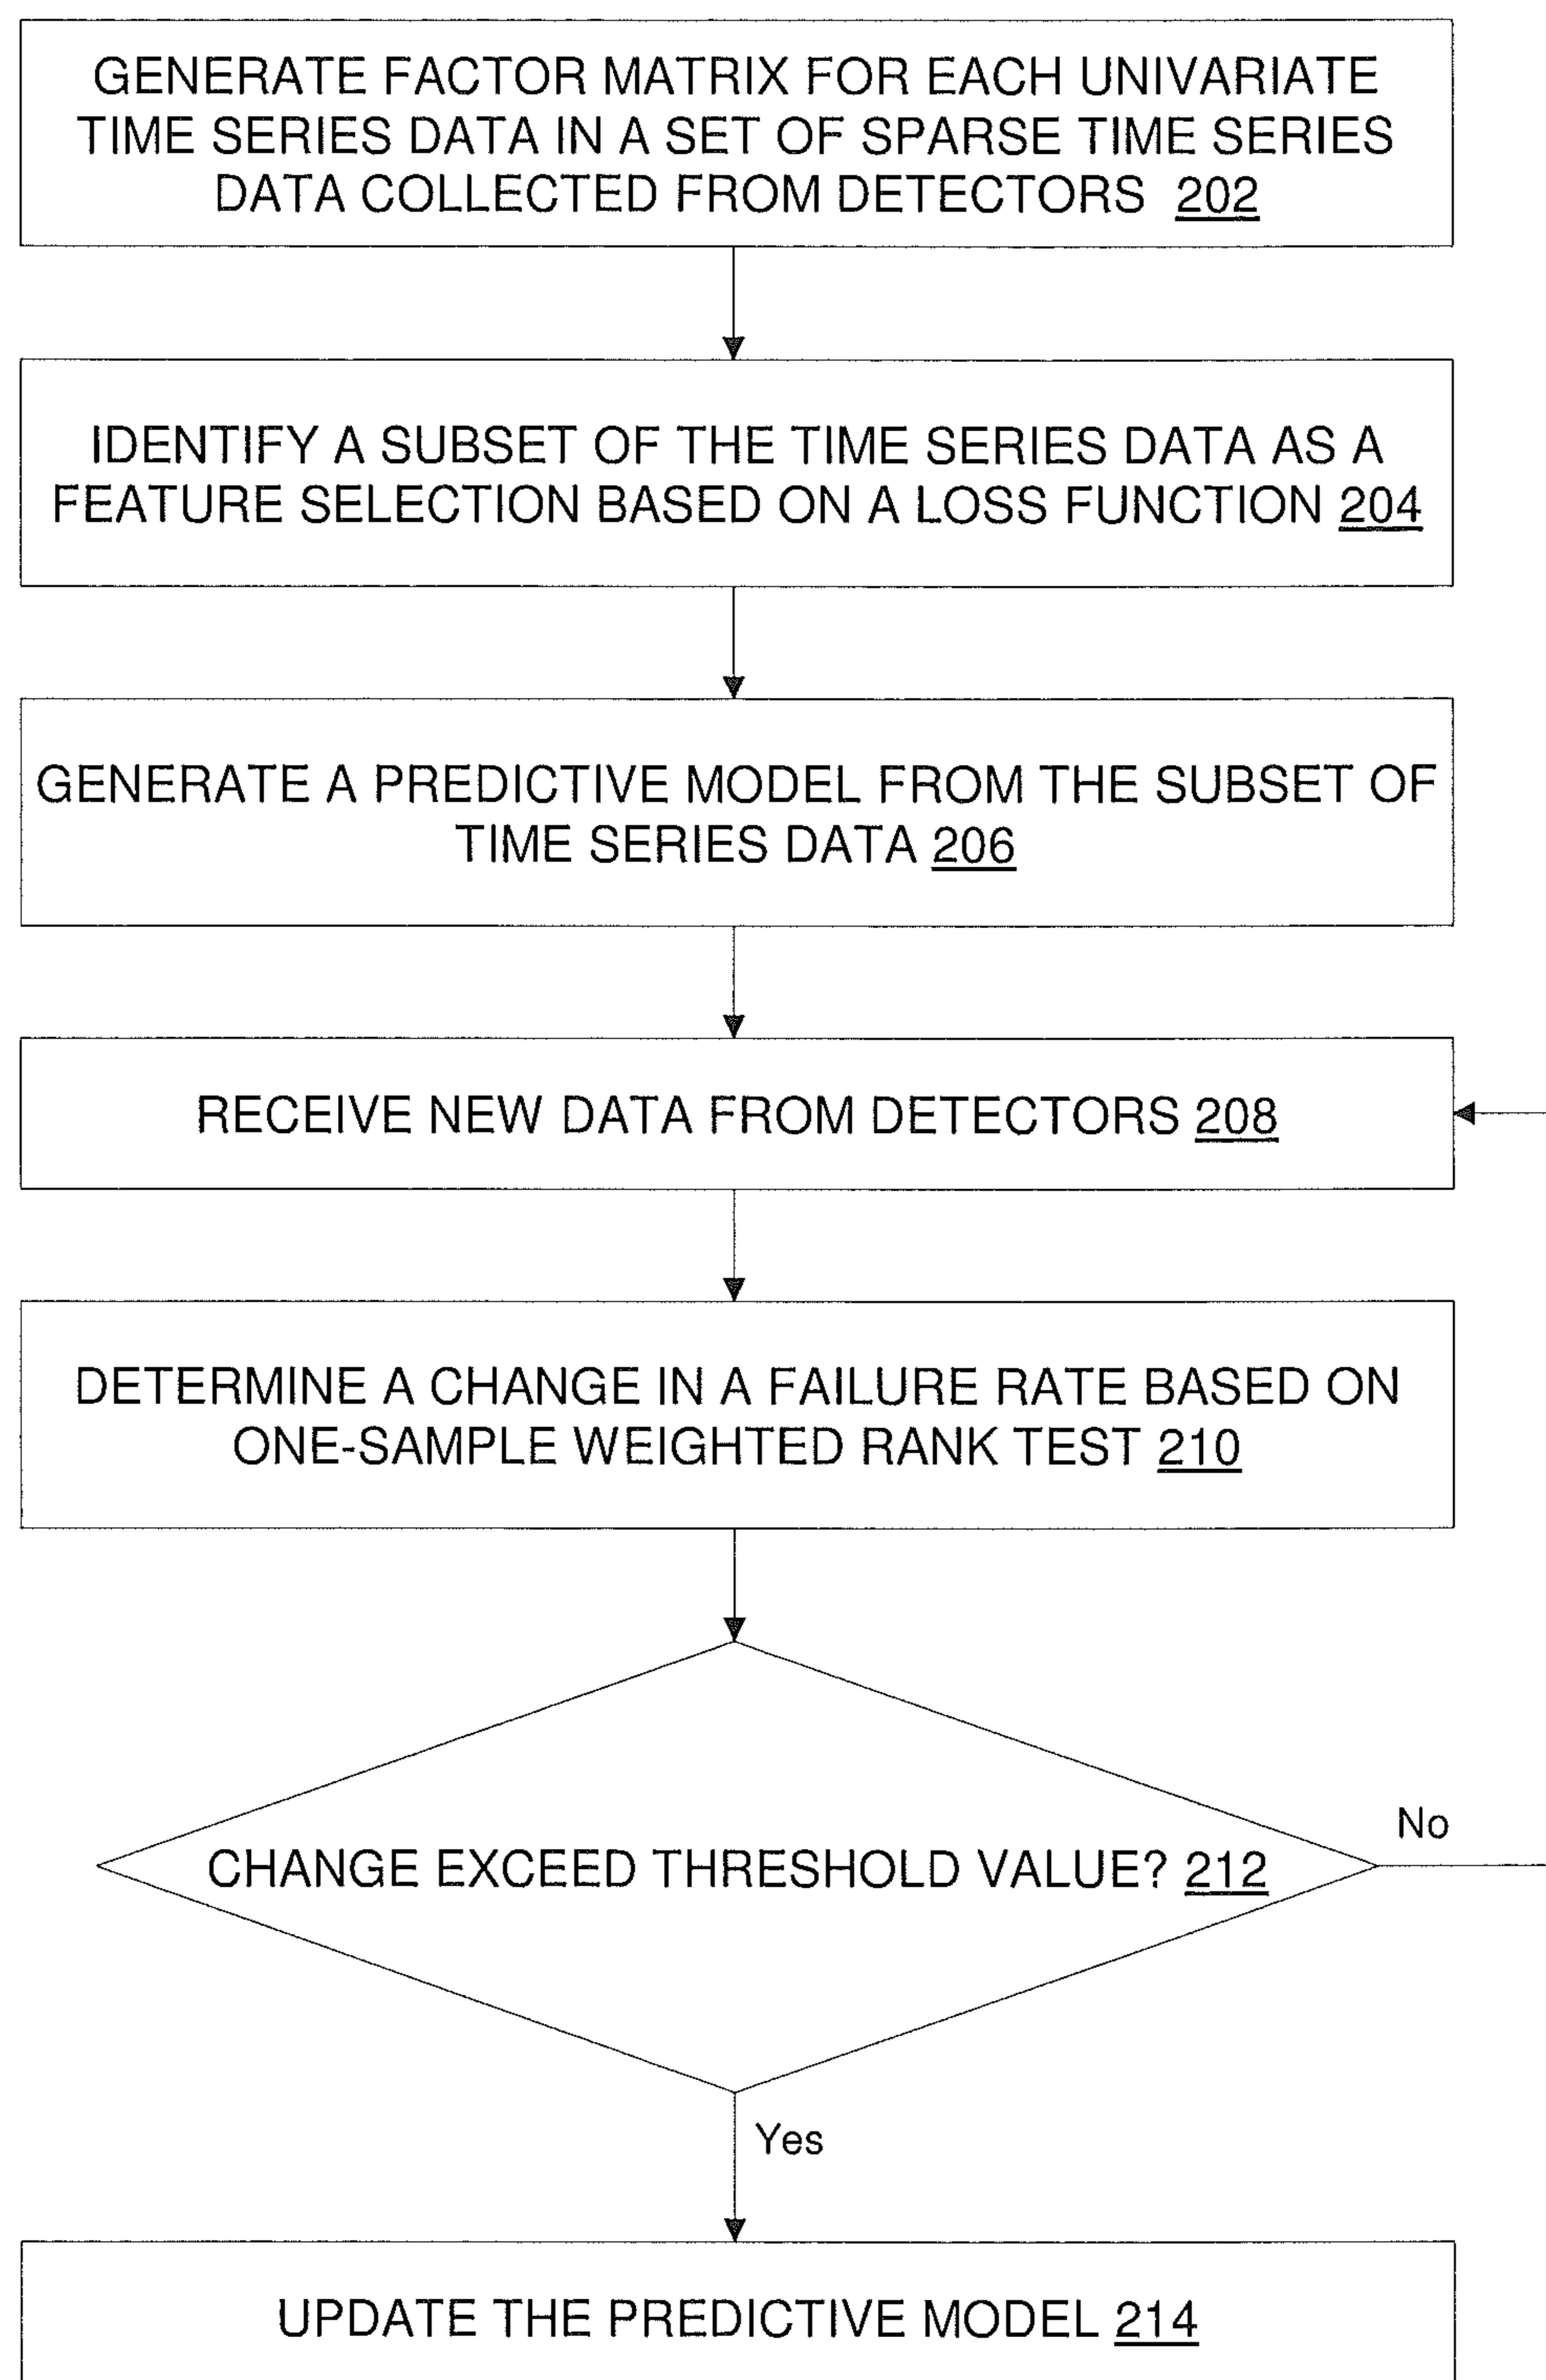 GENERATE FACTOR MATRIX FOR EACH UNIVARIATE
TIME SERIES DATA IN A SET OF SPARSE TIME SERIES
DATA COLLECTED FROM DETECTORS 202
IDENTIFY A SUBSET OF THE TIME SERIES DATA AS A
FEATURE SELECTION BASED ON A LOSS FUNCTION 204
GENERATE A PREDICTIVE MODEL FROM THE SUBSET OF
TIME SERIES DATA 206
RECEIVE NEW DATA FROM DETECTORS 208
DETERMINE A CHANGE IN A FAILURE RATE BASED ON
ONE-SAMPLE WEIGHTED RANK TEST 210
No
CHANGE EXCEED THRESHOLD VALUE? 212
Yes
UPDATE THE PREDICTIVE MODEL 214